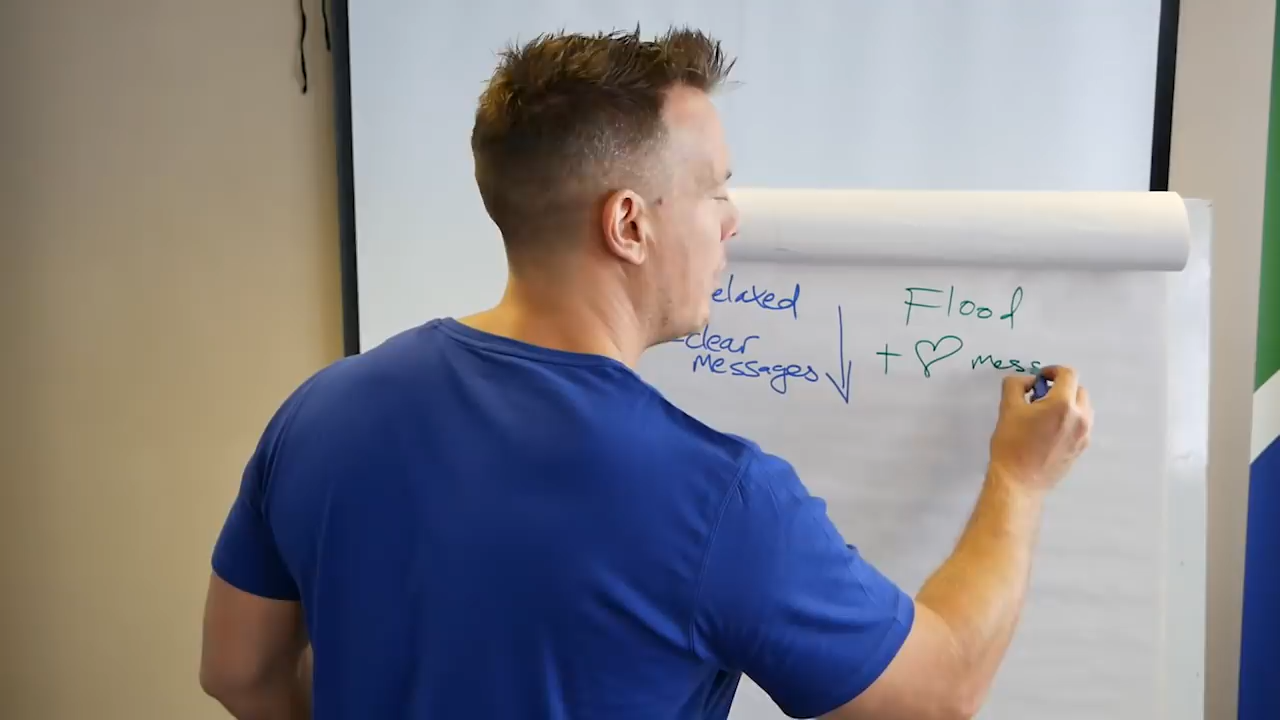 elaxed
-clear
messages
Flood
+ ♡ mess